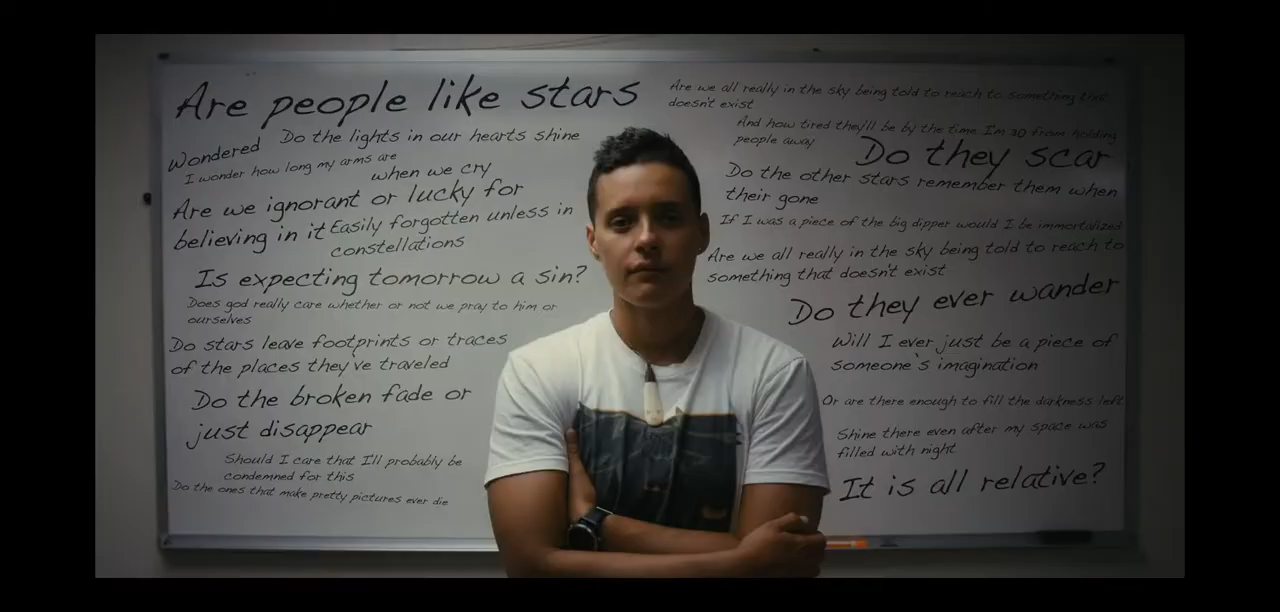 Are people like stars
Do the lights in our hearts shine
Wondered
I wonder how long my arms are
when we cry
Are we ignorant or lucky for
believing in it
Easily forgotten unless in
constellations
Is expecting tomorrow a sin?
Does god really care whether or not we pray to him or
ourselves
Do stars leave footprints or traces
of the places they've traveled
Do the broken fade or
just disappear
Should I care that I'll probably be
condemned for this
Do the ones that make pretty pictures ever die
Are we all really in the sky being told to reach to something that
doesn't exist
And how tired they'll be by the time I'm 30 from holding
people away
Do they scar
Do the other stars remember them when
their gone
If I was a piece of the big dipper would I be immortalized
Are we all really in the sky being told to reach to
something that doesn't exist
Do they ever wander
Will I ever just be a piece of
someone's imagination
Or are there enough to fill the darkness left
Shine there even after my space was
filled with night
It is all relative?